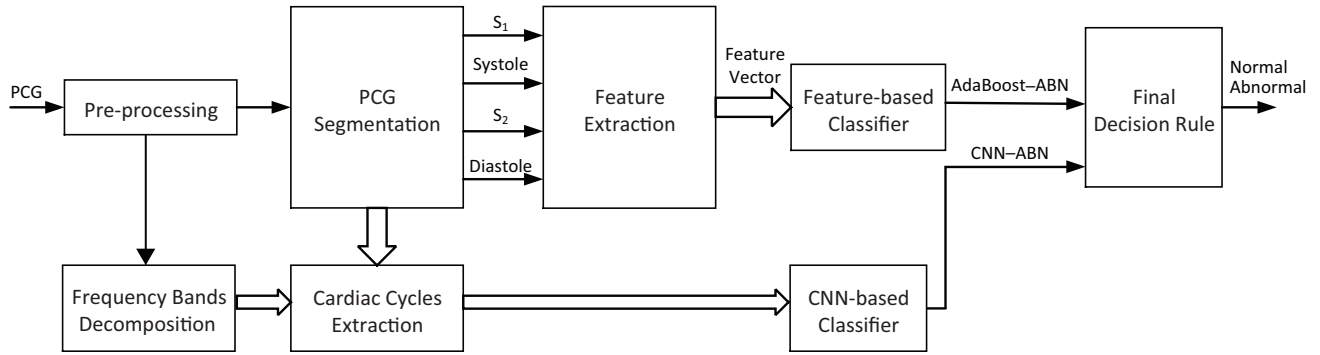 PCG
Pre-processing
PCG
Segmentation
S₁
Systole
S₂
Diastole
Feature
Extraction
Feature
Vector
Feature-based
Classifier
AdaBoost–ABN
CNN–ABN
Final
Decision Rule
Normal
Abnormal
Frequency Bands
Decomposition
Cardiac Cycles
Extraction
CNN-based
Classifier